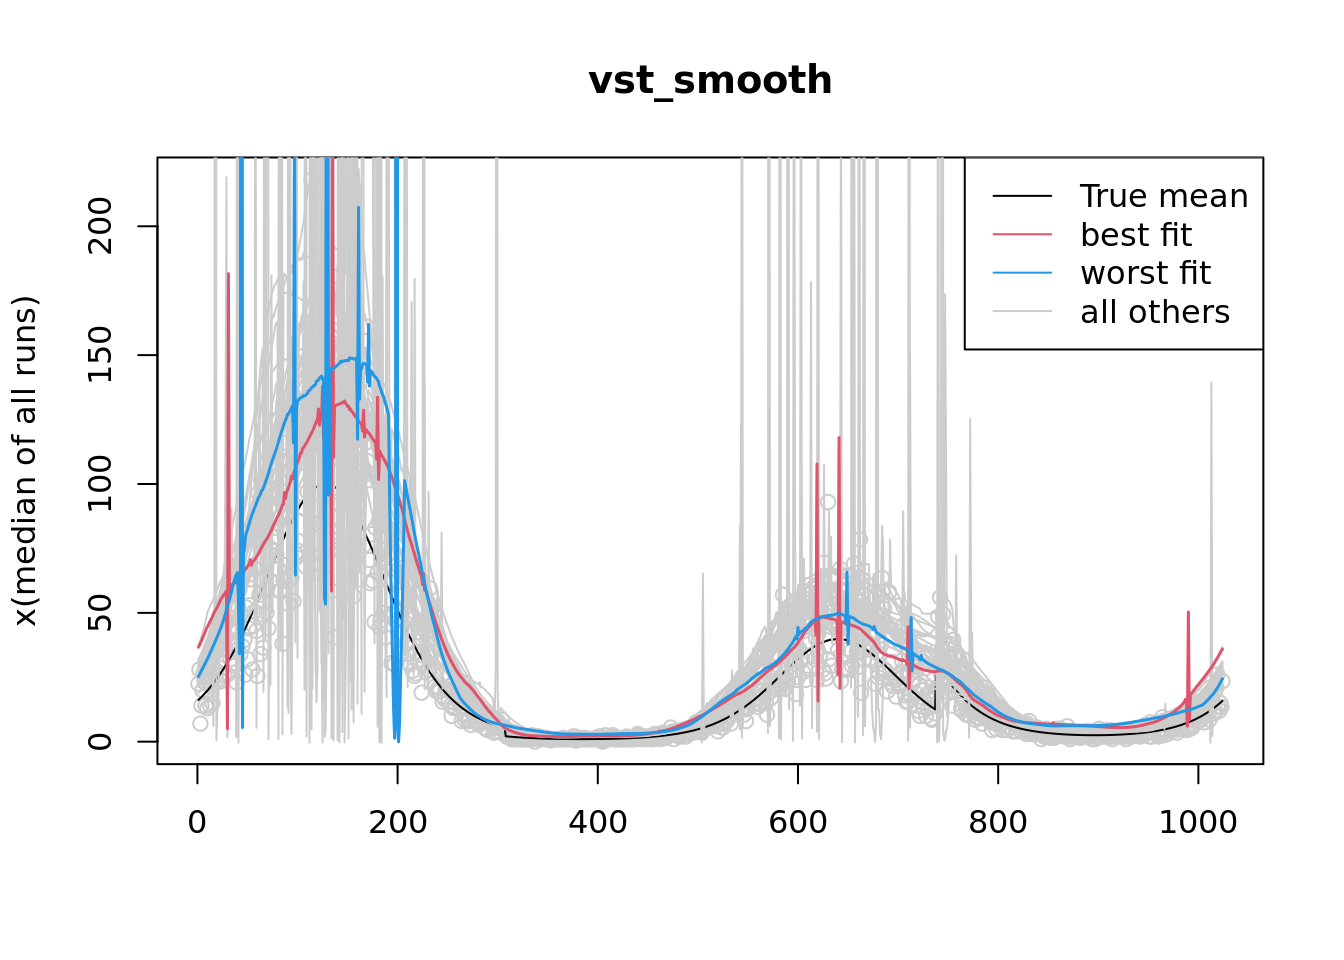 vst_smooth
x(median of all runs)
200
150
100
50
0
True mean
best fit
worst fit
all others
0 200 400 600 800 1000